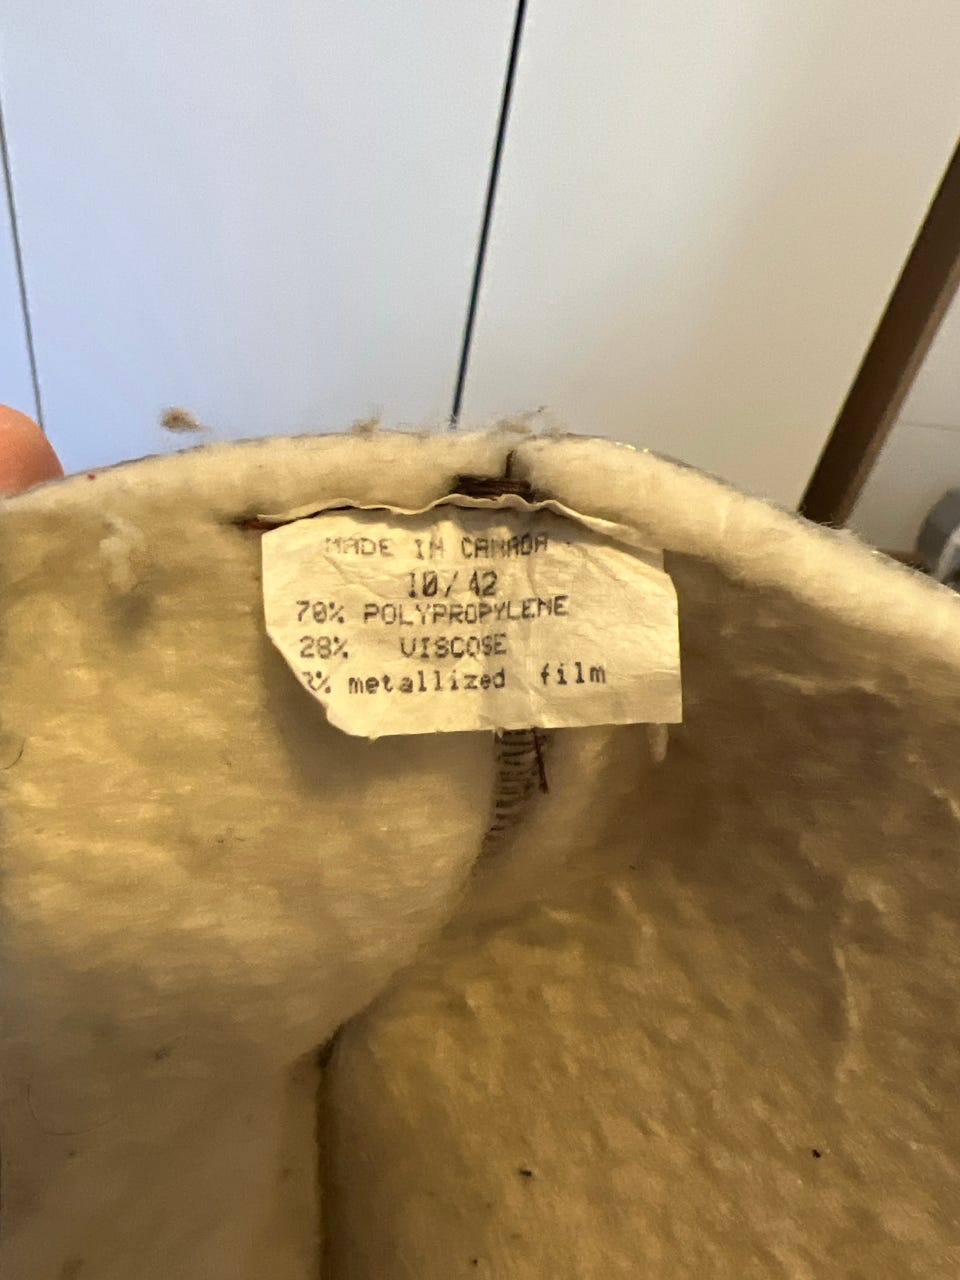 MADE IN CANADA
10/42
70% POLYPROPYLENE
28% VISCOSE
2% metallized film